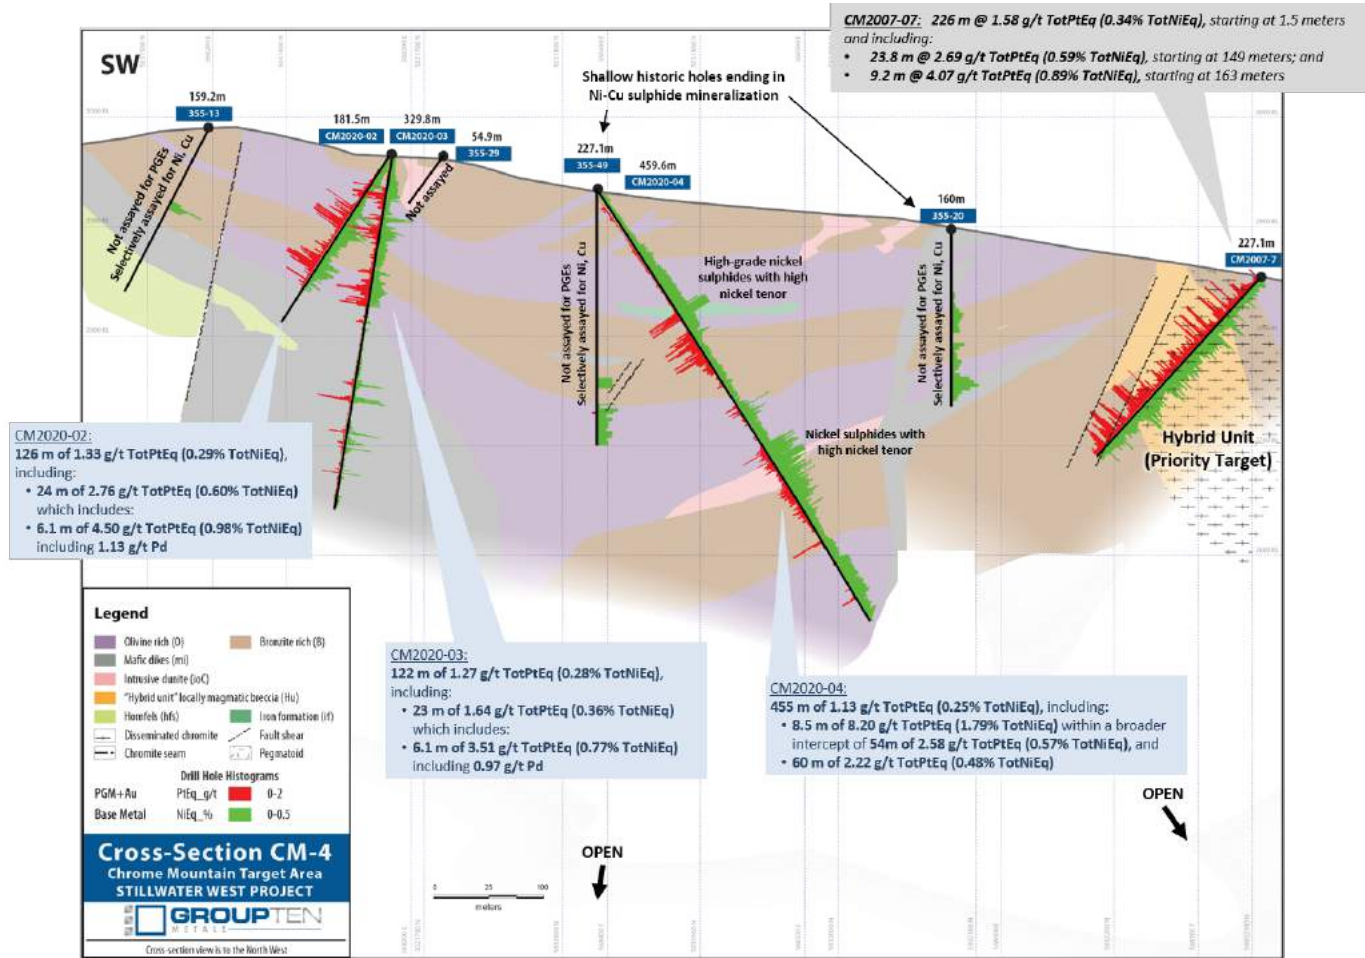 CM2007-07: 226 m @ 1.58 g/t TotPtEq (0.34% TotNiEq), starting at 1.5 meters
and including:
• 23.8 m @ 2.69 g/t TotPtEq (0.59% TotNiEq), starting at 149 meters; and
• 9.2 m @ 4.07 g/t TotPtEq (0.89% TotNiEq), starting at 163 meters
SW
Shallow historic holes ending in
Ni-Cu sulphide mineralization
159.2m
355-13
181.5m
CM2020-02
329.8m
CM2020-03
54.9m
355-29
227.1m
355-49
459.6m
CM2020-04
160m
355-20
227.1m
CM2007-7
Not assayed for PGEs
Selectively assayed for Ni, Cu
Not assayed
Not assayed for PGEs
Selectively assayed for Ni, Cu
High-grade nickel
sulphides with high
nickel tenor
Not assayed for PGEs
Selectively assayed for Ni, Cu
Nickel sulphides with
high nickel tenor
Hybrid Unit
(Priority Target)
CM2020-02:
126 m of 1.33 g/t TotPtEq (0.29% TotNiEq),
including:
• 24 m of 2.76 g/t TotPtEq (0.60% TotNiEq)
which includes:
• 6.1 m of 4.50 g/t TotPtEq (0.98% TotNiEq)
including 1.13 g/t Pd
CM2020-03:
122 m of 1.27 g/t TotPtEq (0.28% TotNiEq),
including:
• 23 m of 1.64 g/t TotPtEq (0.36% TotNiEq)
which includes:
• 6.1 m of 3.51 g/t TotPtEq (0.77% TotNiEq)
including 0.97 g/t Pd
CM2020-04:
455 m of 1.13 g/t TotPtEq (0.25% TotNiEq), including:
• 8.5 m of 8.20 g/t TotPtEq (1.79% TotNiEq) within a broader
intercept of 54m of 2.58 g/t TotPtEq (0.57% TotNiEq), and
• 60 m of 2.22 g/t TotPtEq (0.48% TotNiEq)
OPEN
OPEN
Legend
Olivine rich (O)
Bronzite rich (B)
Mafic dikes (mi)
Intrusive dunite (ioC)
"Hybrid unit" locally magmatic breccia (Hu)
Hornfels (hfs)
Iron formation (if)
Disseminated chromite
Fault shear
Chromite seam
Pegmatoid
Drill Hole Histograms
PGM+Au PtEq_g/t 0-2
Base Metal NiEq_% 0-0.5
Cross-Section CM-4
Chrome Mountain Target Area
STILLWATER WEST PROJECT
GROUPTEN
METALS
Cross-section view is to the North West
0 25 100
meters